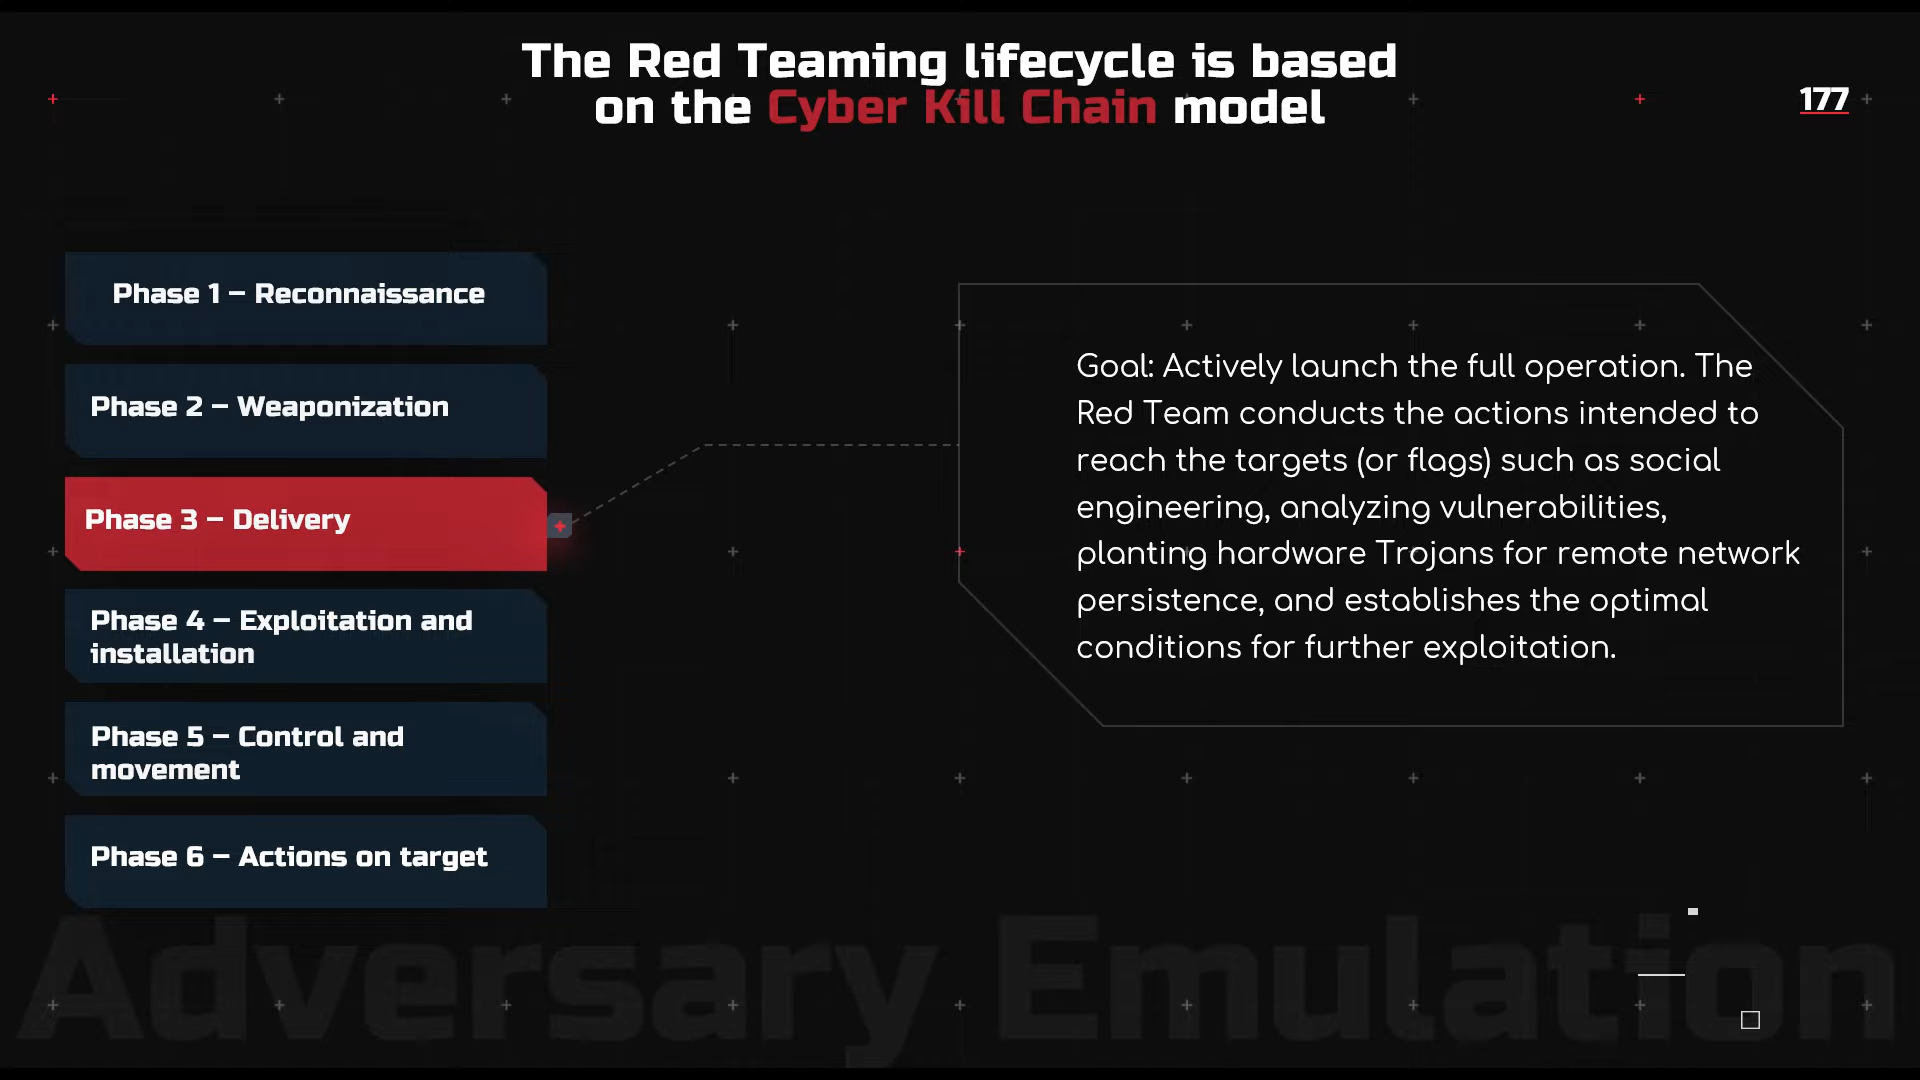 The Red Teaming lifecycle is based
on the Cyber Kill Chain model
177
Phase 1 – Reconnaissance
Phase 2 – Weaponization
Phase 3 – Delivery
Phase 4 – Exploitation and
installation
Phase 5 – Control and
movement
Phase 6 – Actions on target
Goal: Actively launch the full operation. The
Red Team conducts the actions intended to
reach the targets (or flags) such as social
engineering, analyzing vulnerabilities,
planting hardware Trojans for remote network
persistence, and establishes the optimal
conditions for further exploitation.
Adversary Emulation